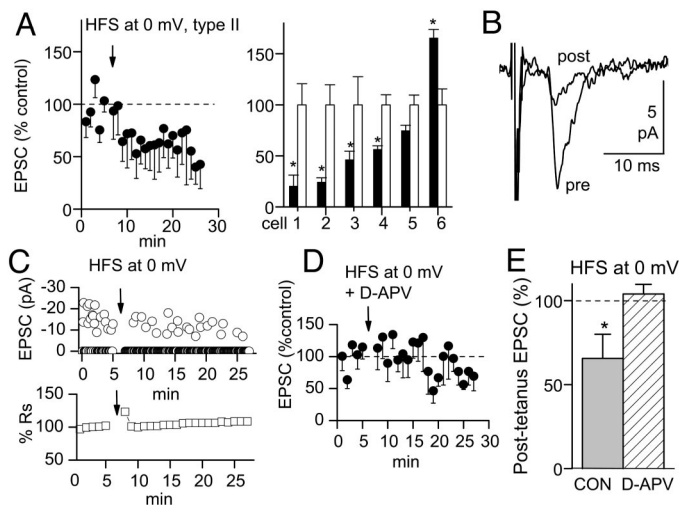 A
HFS at 0 mV, type II
EPSC (% control)
150
100
50
0
0 10 20 30
min
150
100
50
0
* * * * *
cell 1 2 3 4 5 6
B
post
pre
5
pA
10 ms
C
HFS at 0 mV
EPSC (pA)
-30
-20
-10
0
0 5 10 15 20 25
min
% Rs
150
100
50
0 5 10 15 20 25
min
D
HFS at 0 mV
+ D-APV
EPSC (%control)
150
100
50
0
0 5 10 15 20 25 30
min
E
HFS at 0 mV
Post-tetanus EPSC (%)
100
50
0
*
CON D-APV